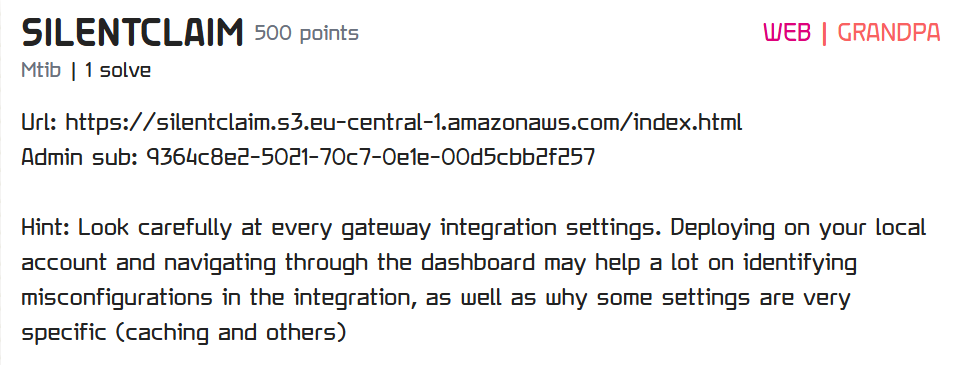 SILENTCLAIM 500 points WEB | GRANDPA
Mtib | 1 solve
Url: https://silentclaim.s3.eu-central-1.amazonaws.com/index.html
Admin sub: 9364c8e2-5021-70c7-0e1e-00d5cbb2f257
Hint: Look carefully at every gateway integration settings. Deploying on your local
account and navigating through the dashboard may help a lot on identifying
misconfigurations in the integration, as well as why some settings are very
specific (caching and others)